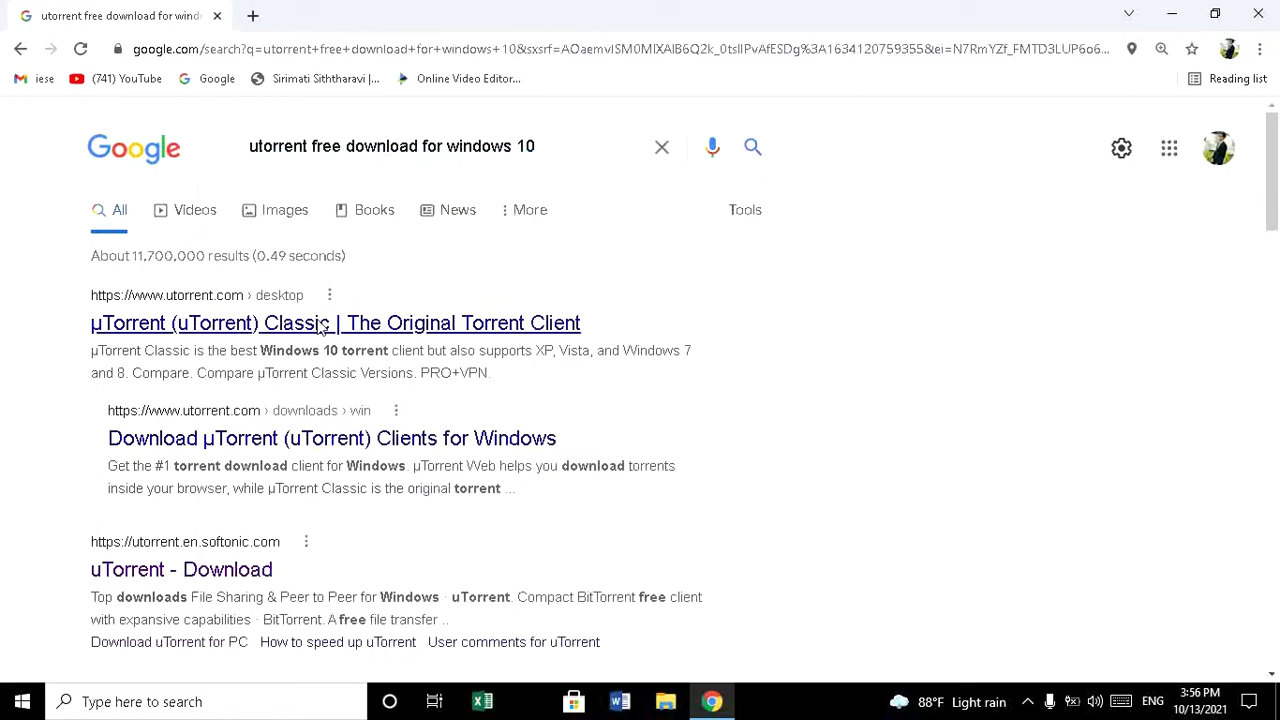 utorrent free download for wind
google.com/search?q=utorrent+free+download+for+windows+10&sxsrf=AOaemvISM0MIXAIB6Q2k_0tsIIPvAfESDg%3A1634120759355&ei=N7RmYZf_FMTD3LUP6o6...
iese
(741) YouTube
Google
Sirimati Siththaravi |...
Online Video Editor...
Reading list
Google
utorrent free download for windows 10
All
Videos
Images
Books
News
More
Tools
About 11,700,000 results (0.49 seconds)
https://www.utorrent.com › desktop
µTorrent (uTorrent) Classic | The Original Torrent Client
µTorrent Classic is the best Windows 10 torrent client but also supports XP, Vista, and Windows 7
and 8. Compare. Compare µTorrent Classic Versions. PRO+VPN.
https://www.utorrent.com › downloads › win
Download µTorrent (uTorrent) Clients for Windows
Get the #1 torrent download client for Windows. µTorrent Web helps you download torrents
inside your browser, while µTorrent Classic is the original torrent ...
https://utorrent.en.softonic.com
uTorrent - Download
Top downloads File Sharing & Peer to Peer for Windows · uTorrent. Compact BitTorrent free client
with expansive capabilities · BitTorrent. A free file transfer ..
Download uTorrent for PC How to speed up uTorrent User comments for uTorrent
Type here to search
88°F Light rain
ENG
3:56 PM
10/13/2021